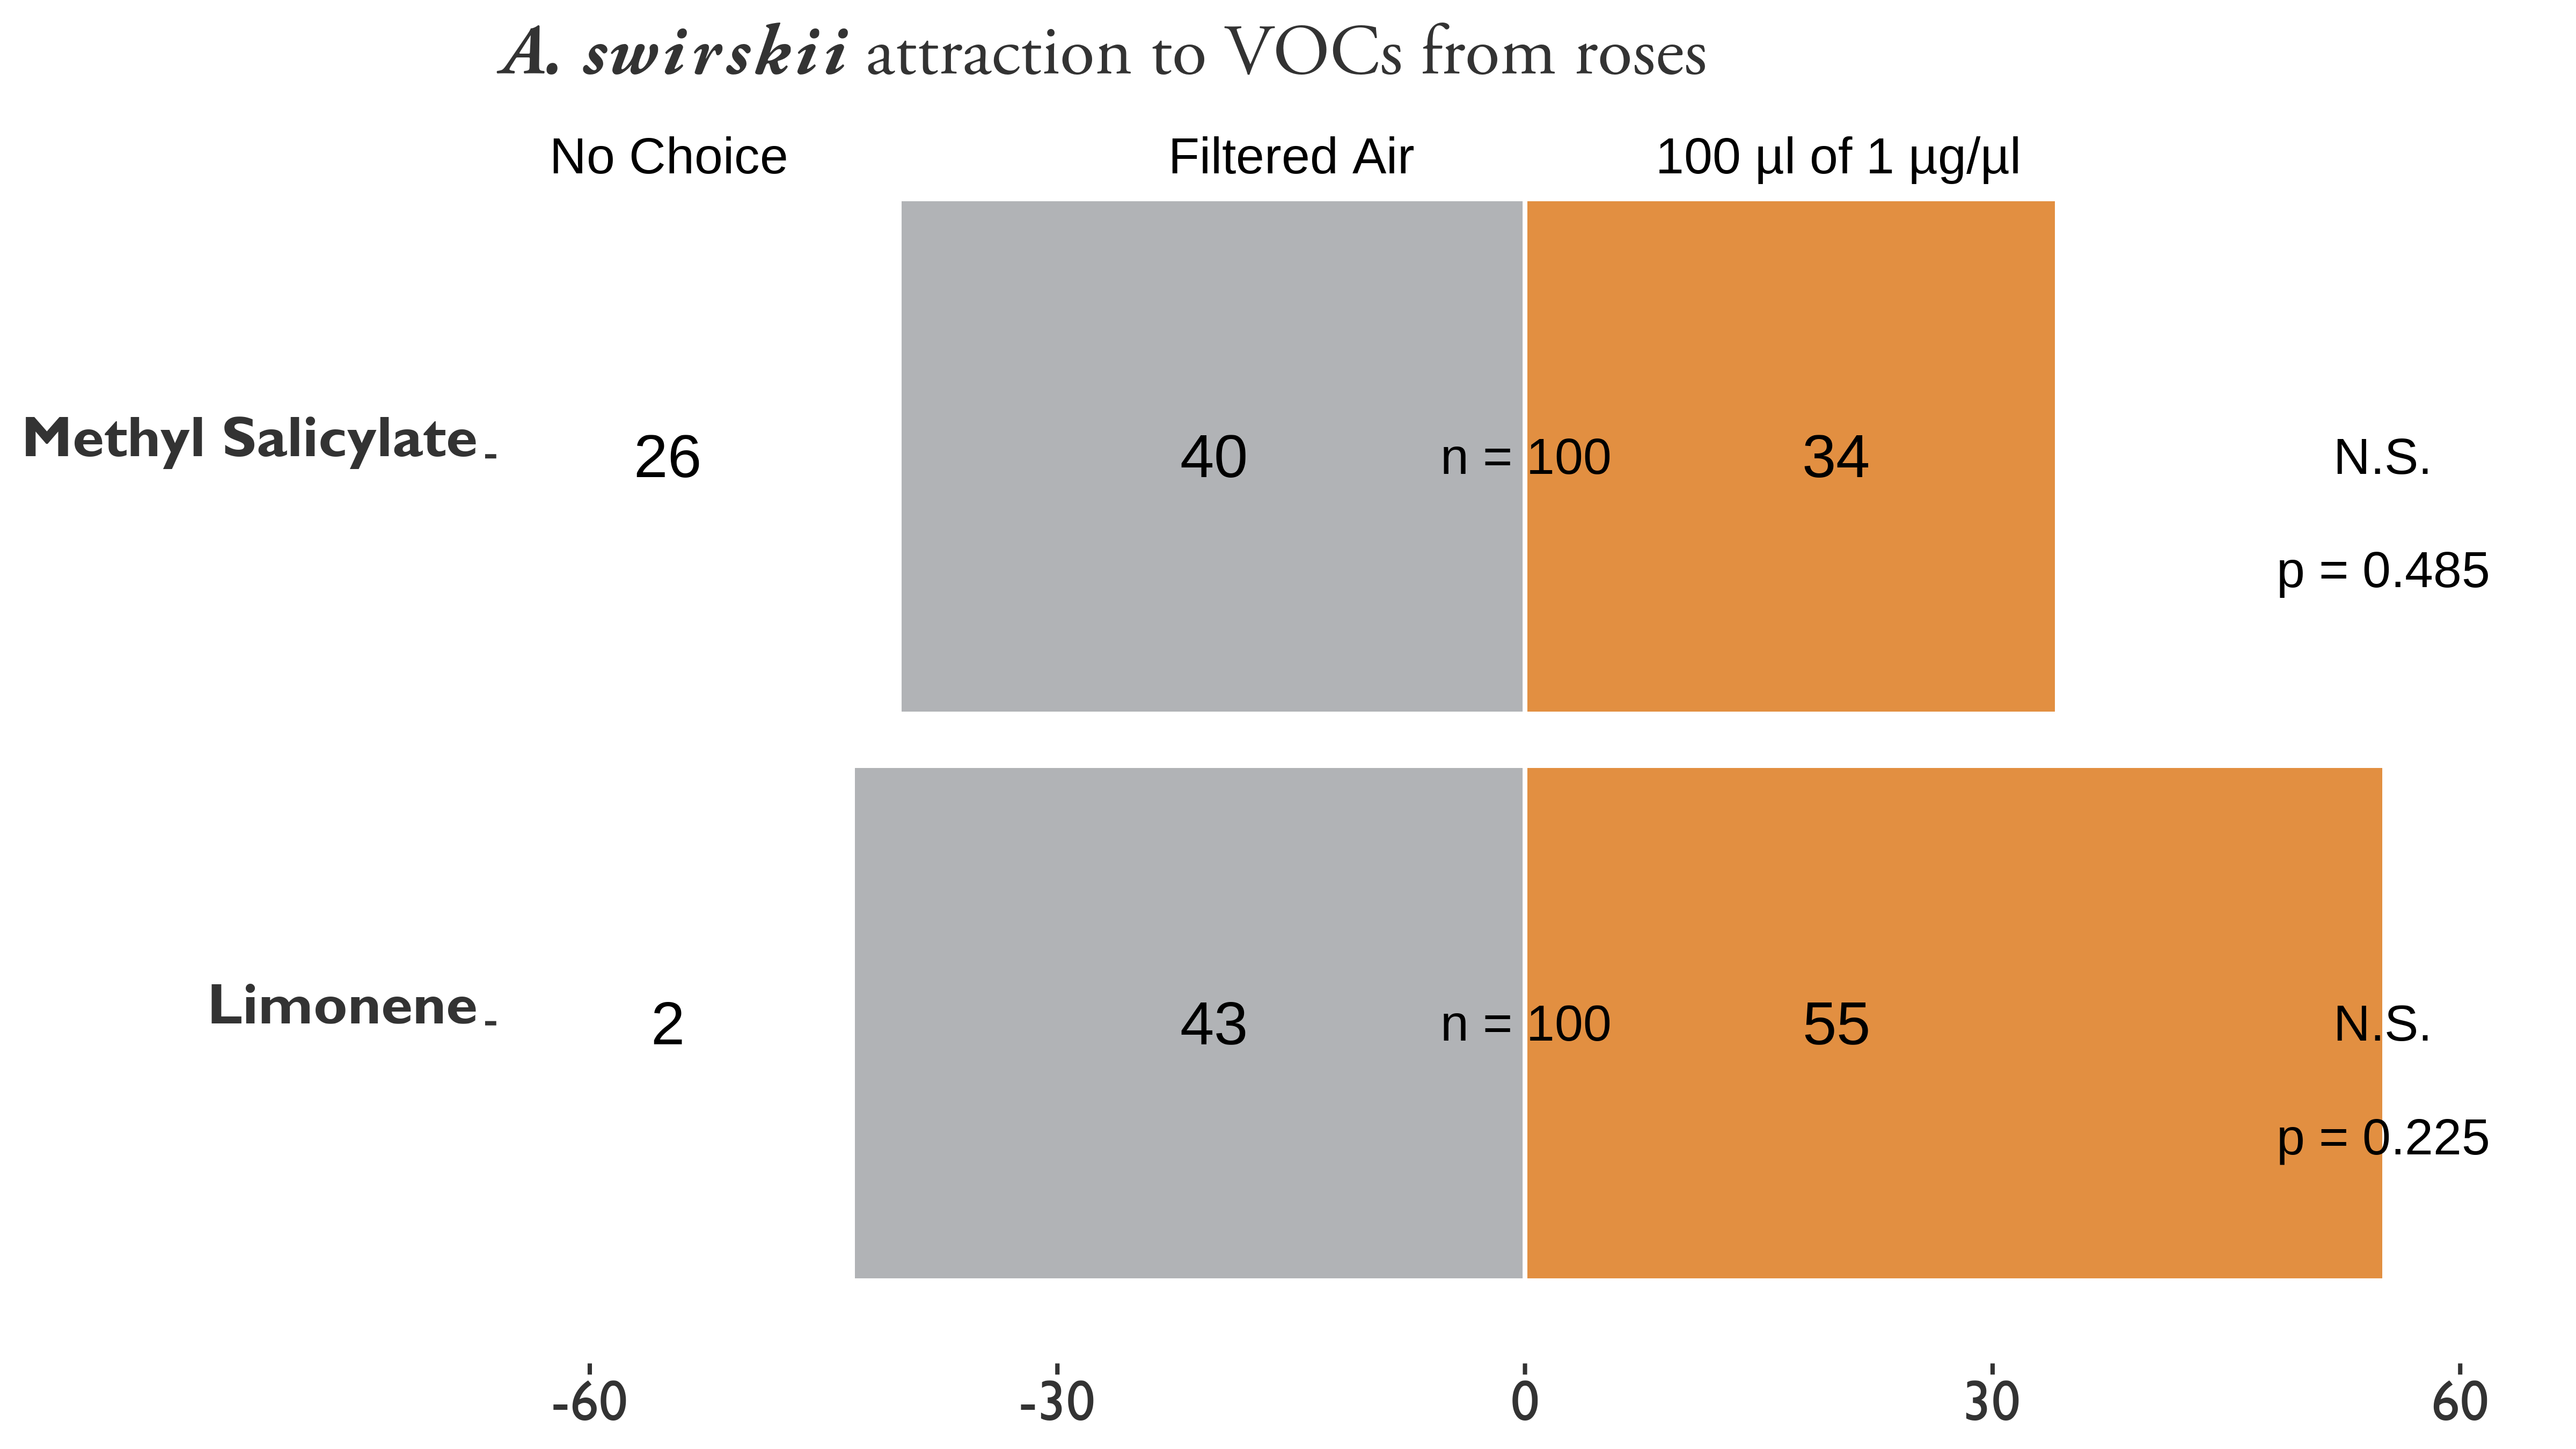 A. swirskii attraction to VOCs from roses
No Choice Filtered Air 100 µl of 1 µg/µl
Methyl Salicylate 26 40 n = 100 34 N.S.
p = 0.485
Limonene 2 43 n = 100 55 N.S.
p = 0.225
-60 -30 0 30 60